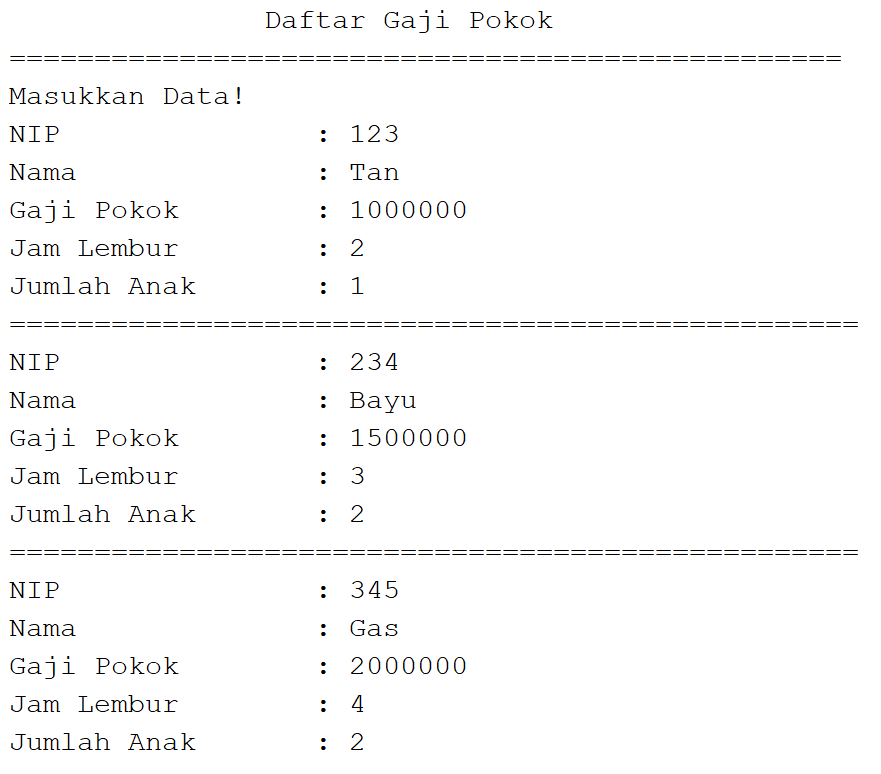 Daftar Gaji Pokok
=================================================
Masukkan Data!
NIP : 123
Nama : Tan
Gaji Pokok : 1000000
Jam Lembur : 2
Jumlah Anak : 1
==================================================
NIP : 234
Nama : Bayu
Gaji Pokok : 1500000
Jam Lembur : 3
Jumlah Anak : 2
==================================================
NIP : 345
Nama : Gas
Gaji Pokok : 2000000
Jam Lembur : 4
Jumlah Anak : 2